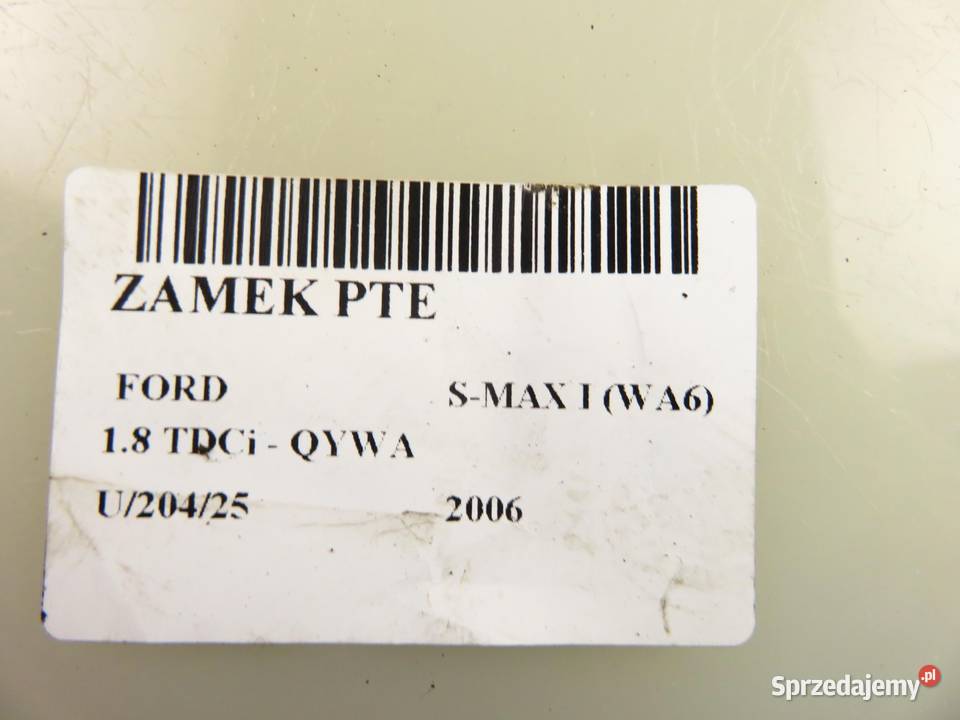 ZAMEK PTE
FORD S-MAX I (WA6)
1.8 TDCi - QYWA
U/204/25 2006
Sprzedajemy.pl